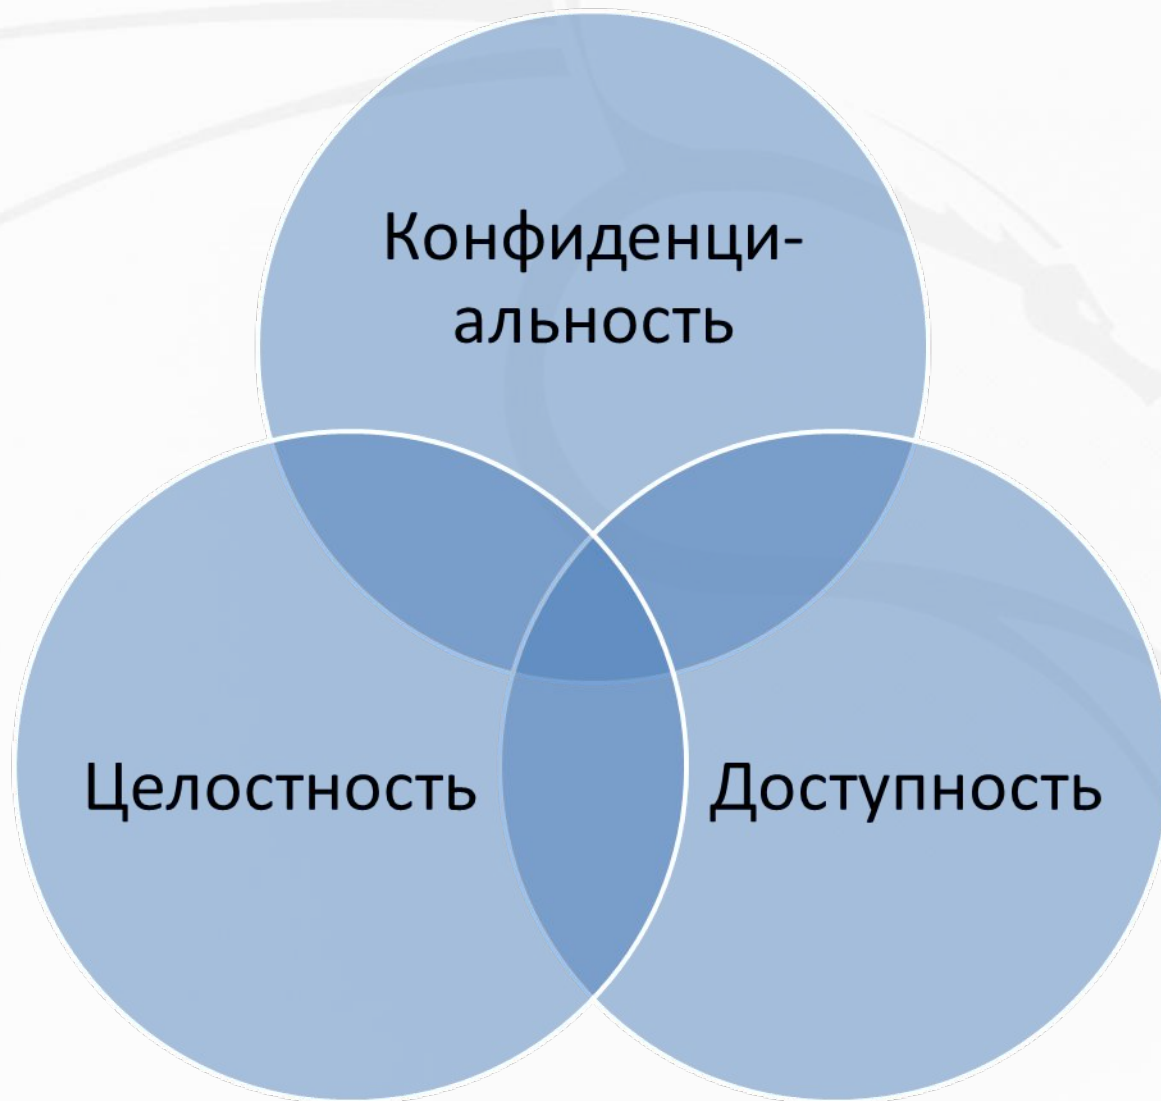 Конфиденци-
альность
Целостность
Доступность